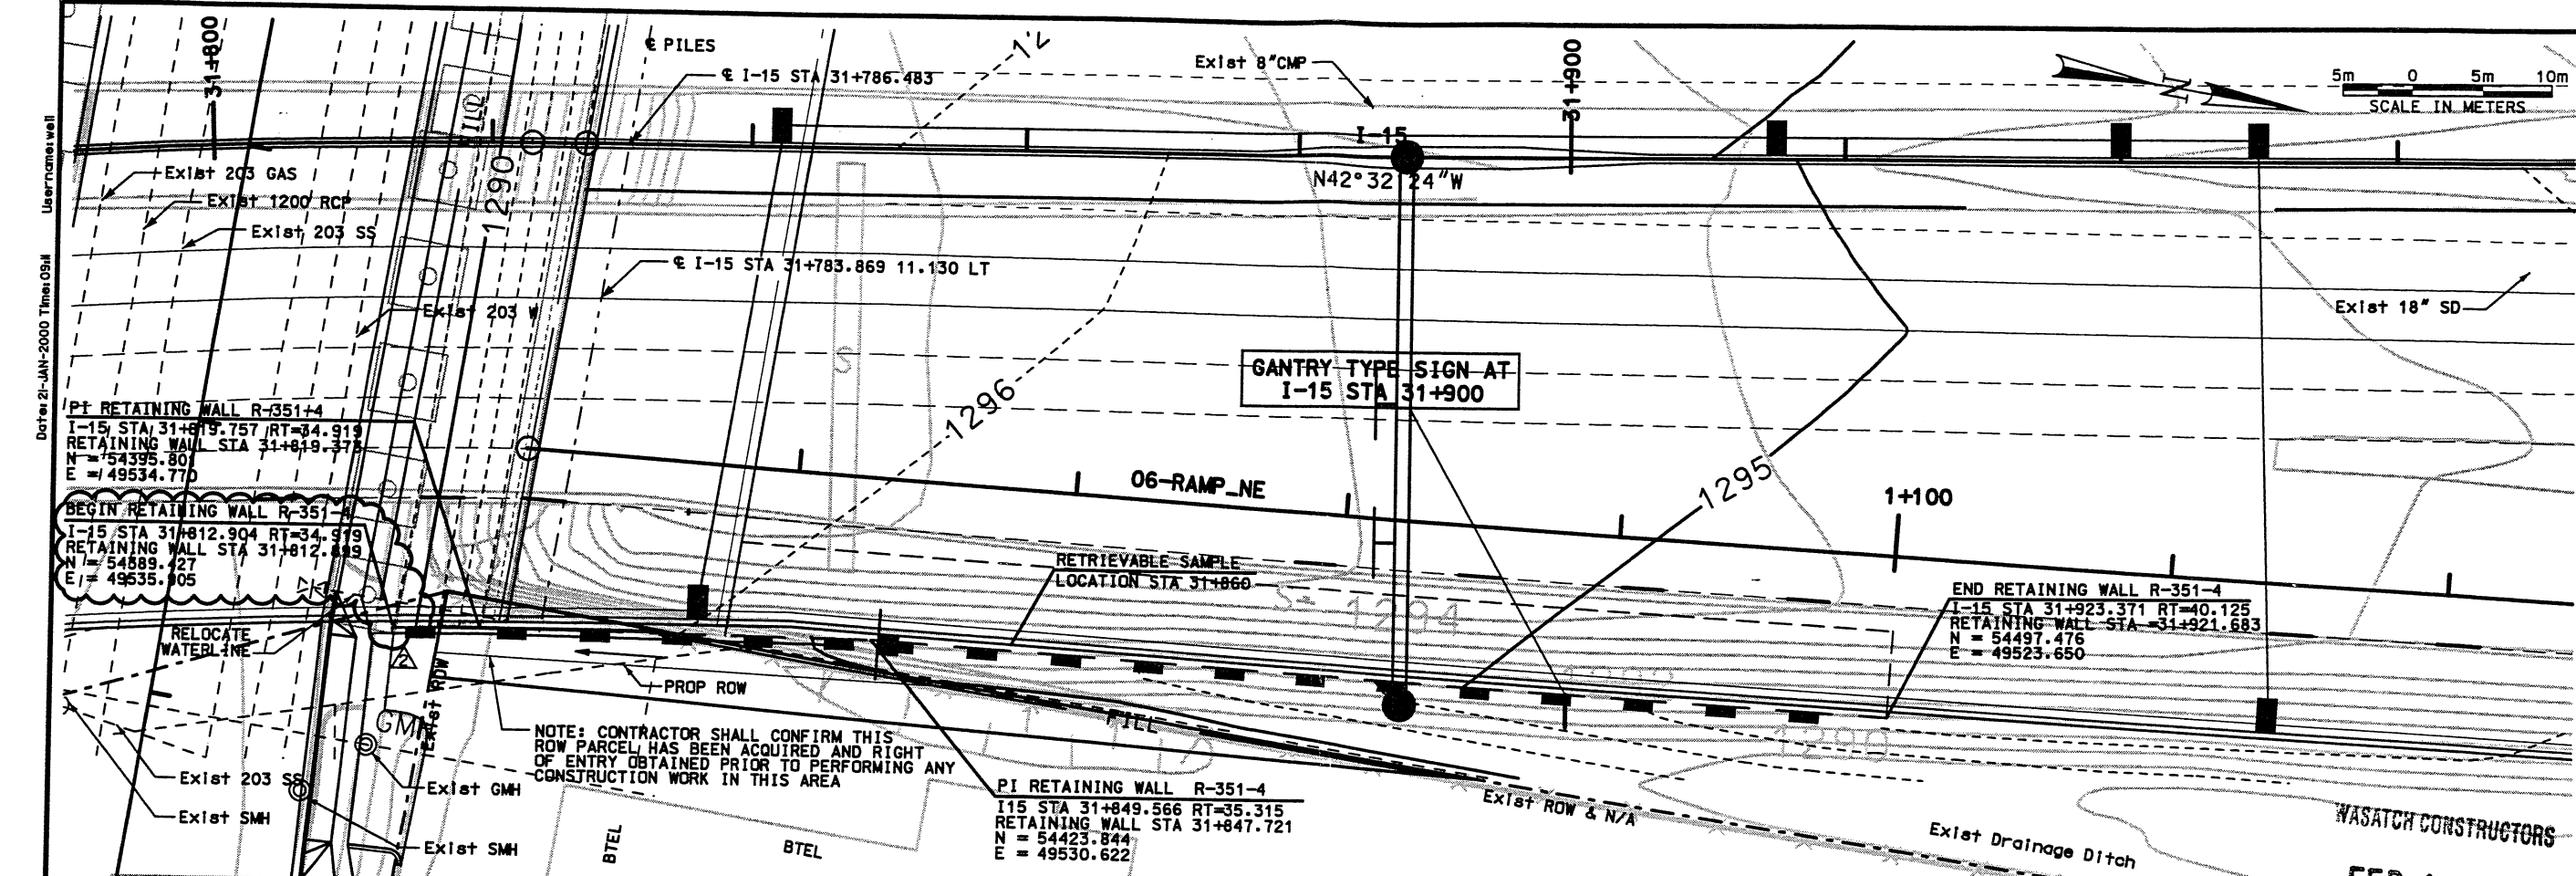 Username:well
Date: 21-JAN-2000 Time: 09:11
31+800
℄ PILES
℄ I-15 STA 31+786.483
Exist 8"CMP
31+900
5m 0 5m 10m
SCALE IN METERS
I-15
N42°32'24"W
Exist 203 GAS
Exist 1200 RCP
Exist 203 SS
1290
℄ I-15 STA 31+783.869 11.130 LT
Exist 203 W
Exist 18" SD
S
1296
GANTRY TYPE SIGN AT
I-15 STA 31+900
PI RETAINING WALL R-351-4
I-15 STA 31+819.757 RT=34.919
RETAINING WALL STA 31+819.373
E = 49534.770
06-RAMP_NE
1295
1+100
BEGIN RETAINING WALL R-351-4
I-15 STA 31+812.904 RT=34.919
RETAINING WALL STA 31+812.899
N = 54389.427
E = 49535.905
RETRIEVABLE SAMPLE
LOCATION STA 31+860
1294
END RETAINING WALL R-351-4
I-15 STA 31+923.371 RT=40.125
RETAINING WALL STA =31+921.683
N = 54497.476
E = 49523.650
RELOCATE
WATERLINE
2
Exist ROW
PROP ROW
GM
FILL
1290
NOTE: CONTRACTOR SHALL CONFIRM THIS
ROW PARCEL HAS BEEN ACQUIRED AND RIGHT
OF ENTRY OBTAINED PRIOR TO PERFORMING ANY
CONSTRUCTION WORK IN THIS AREA
Exist 203 SS
Exist SMH
Exist GMH
Exist SMH
BTEL
BTEL
PI RETAINING WALL R-351-4
I15 STA 31+849.566 RT=35.315
RETAINING WALL STA 31+847.721
N = 54423.844
E = 49530.622
Exist ROW & N/A
Exist Drainage Ditch
WASATCH CONSTRUCTORS